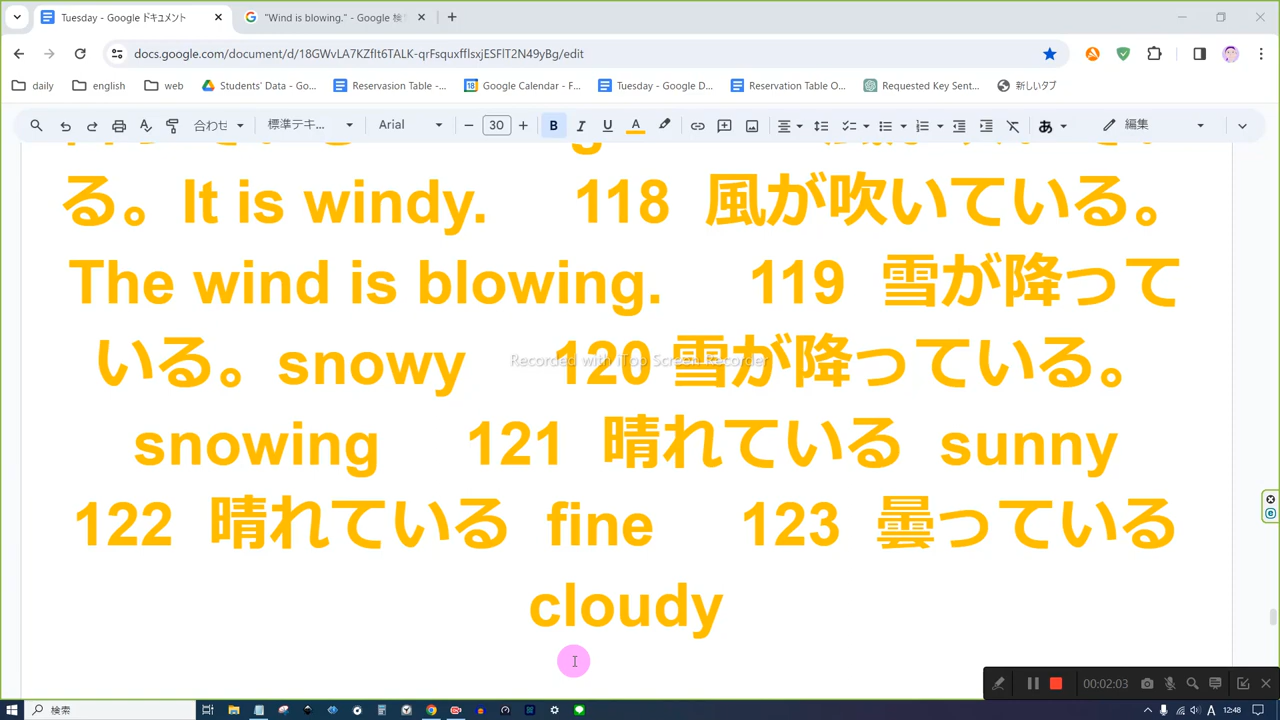 Tuesday - Google ドキュメント
"Wind is blowing." - Google 検
docs.google.com/document/d/18GWvLA7KZfIt6TALK-qrFsquxfflsxjESFlT2N49yBg/edit
daily english web Students' Data - Go... Reservasion Table -... Google Calendar - F... Tuesday - Google D... Reservation Table O... Requested Key Sent... 新しいタブ
合わせ 標準テキ... Arial 30 B I U A あ 編集
る。It is windy. 118 風が吹いている。
The wind is blowing. 119 雪が降って
いる。snowy 120 雪が降っている。
Recorded with iTop Screen Recorder
snowing 121 晴れている sunny
122 晴れている fine 123 曇っている
cloudy
00:02:03
検索
A 12:48